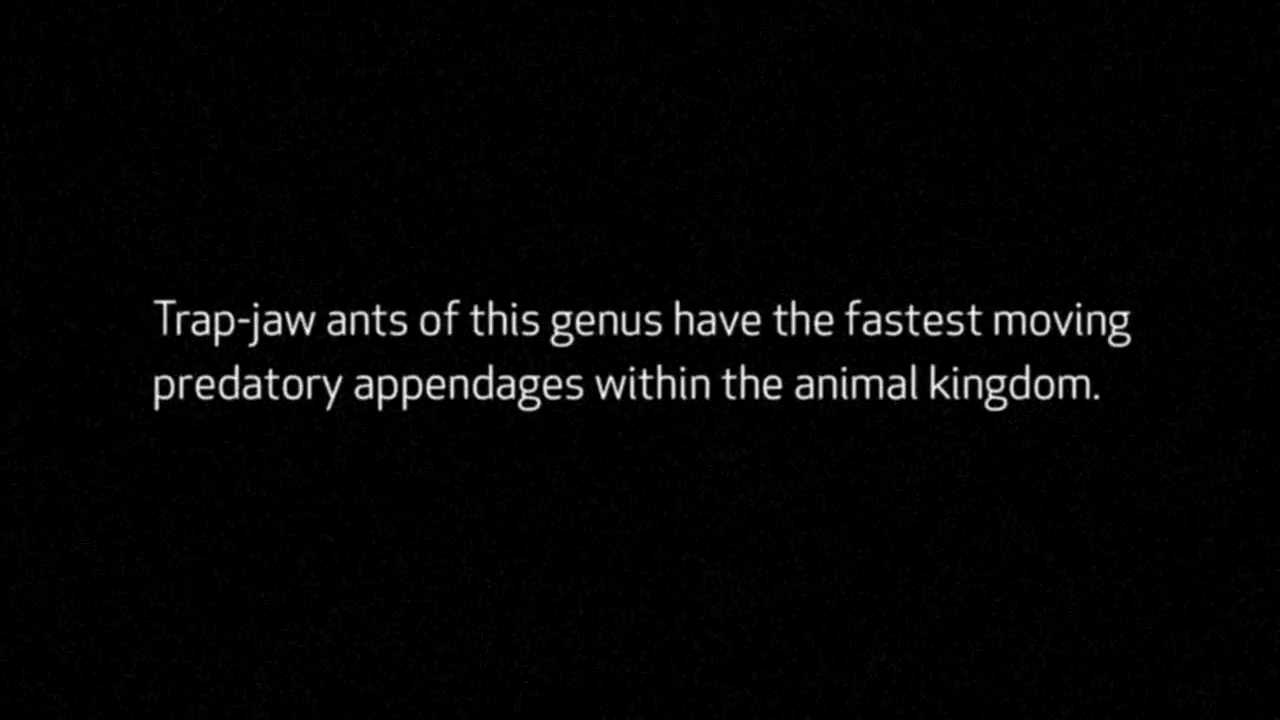 Trap-jaw ants of this genus have the fastest moving
predatory appendages within the animal kingdom.